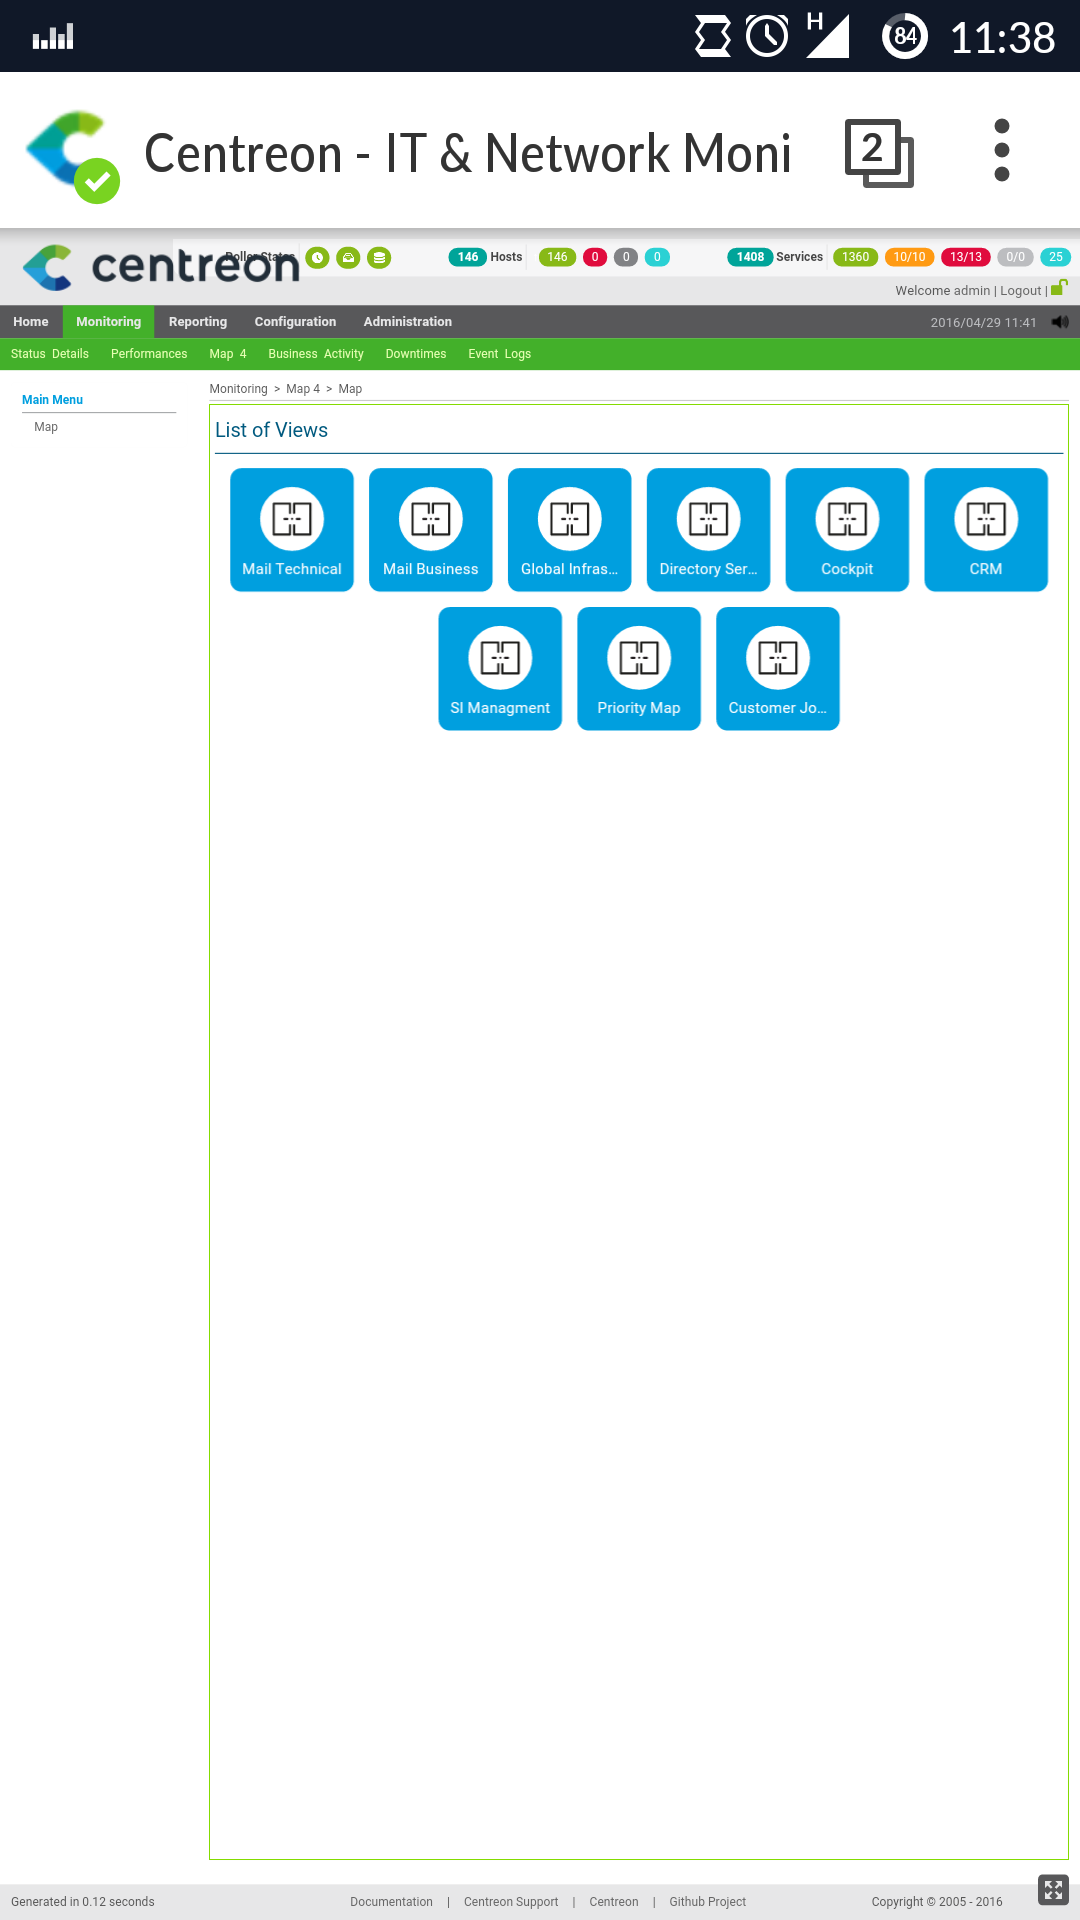 H 84 11:38
Centreon - IT & Network Moni 2
centreon Poller States 146 Hosts 146 0 0 0 1408 Services 1360 10/10 13/13 0/0 25
Welcome admin | Logout |
Home Monitoring Reporting Configuration Administration 2016/04/29 11:41
Status Details Performances Map 4 Business Activity Downtimes Event Logs
Monitoring > Map 4 > Map
Main Menu
Map
List of Views
Mail Technical Mail Business Global Infras... Directory Ser... Cockpit CRM
SI Managment Priority Map Customer Jo...
Generated in 0.12 seconds Documentation | Centreon Support | Centreon | Github Project Copyright © 2005 - 2016